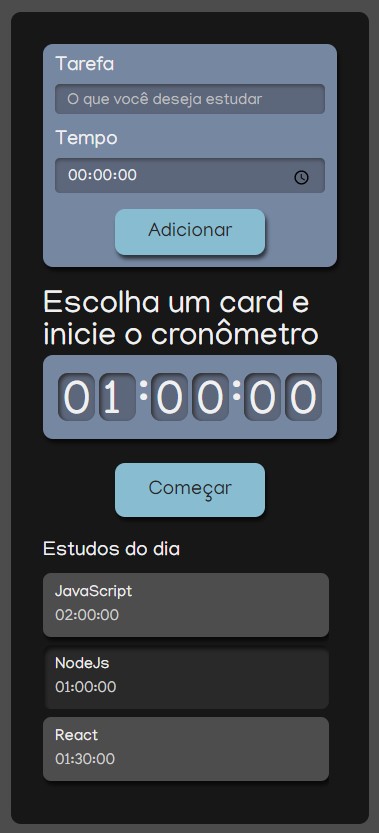 Tarefa
O que você deseja estudar
Tempo
00:00:00
Adicionar
Escolha um card e
inicie o cronômetro
01:00:00
Começar
Estudos do dia
JavaScript
02:00:00
NodeJs
01:00:00
React
01:30:00